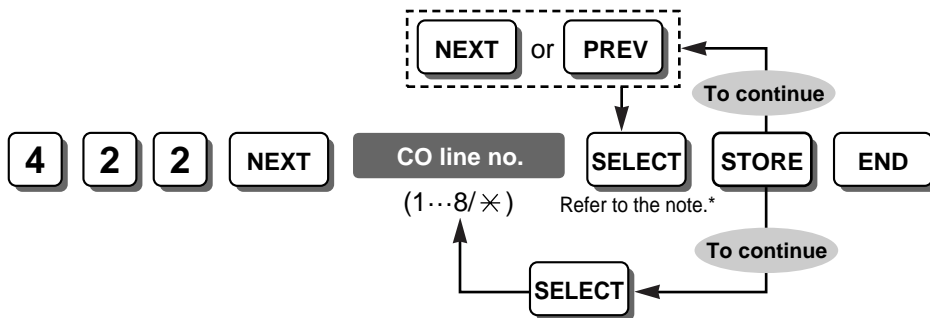 NEXT or PREV
To continue
4 2 2 NEXT CO line no. SELECT STORE END
(1···8/✳) Refer to the note.*
To continue
SELECT